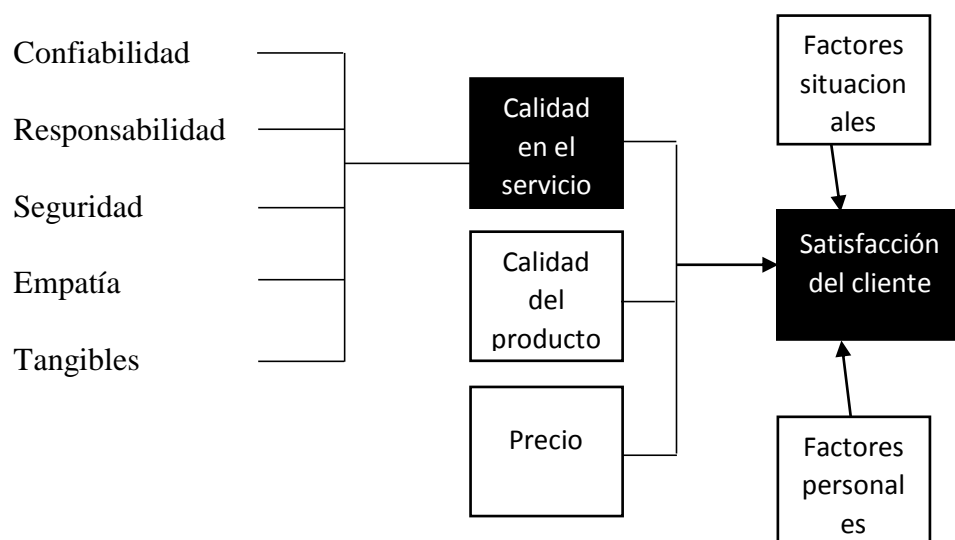 Confiabilidad
Responsabilidad
Seguridad
Empatía
Tangibles
Calidad
en el
servicio
Calidad
del
producto
Precio
Factores
situacion
ales
Satisfacción
del cliente
Factores
personal
es